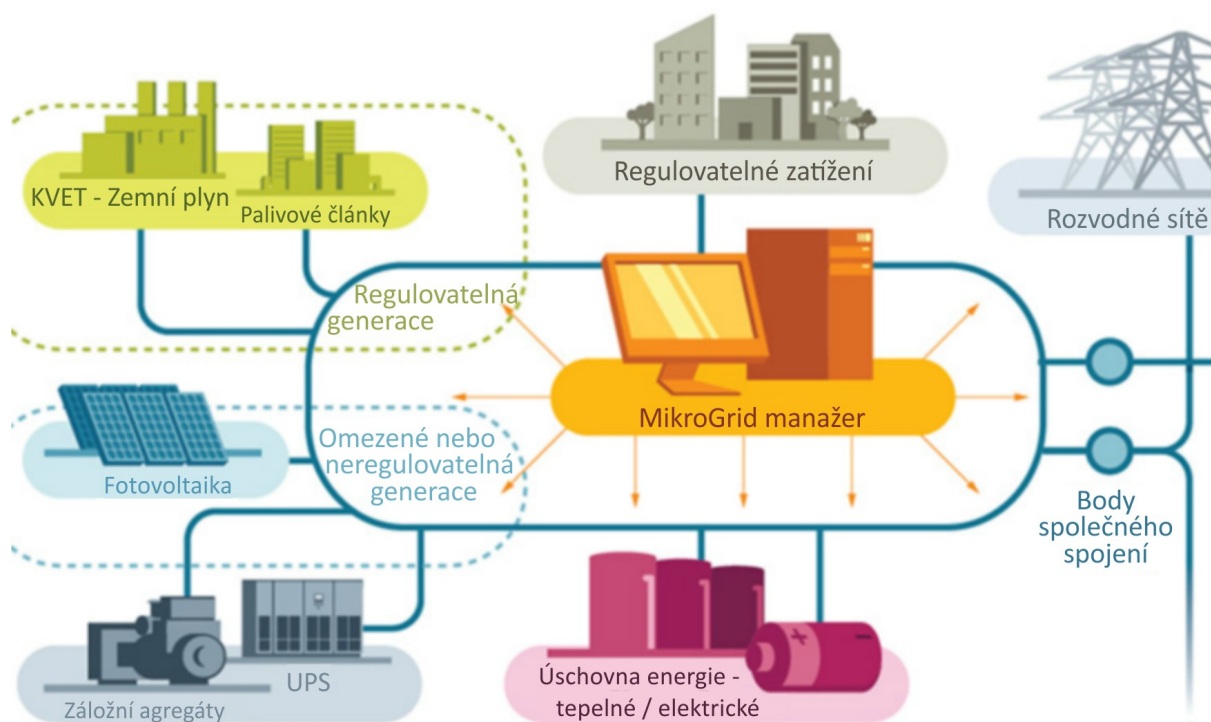 KVET - Zemní plyn
Palivové články
Regulovatelné zatížení
Rozvodné sítě
Regulovatelná
generace
MikroGrid manažer
Omezené nebo
neregulovatelná
generace
Fotovoltaika
Body
společného
spojení
Záložní agregáty
UPS
Úschovna energie -
tepelné / elektrické